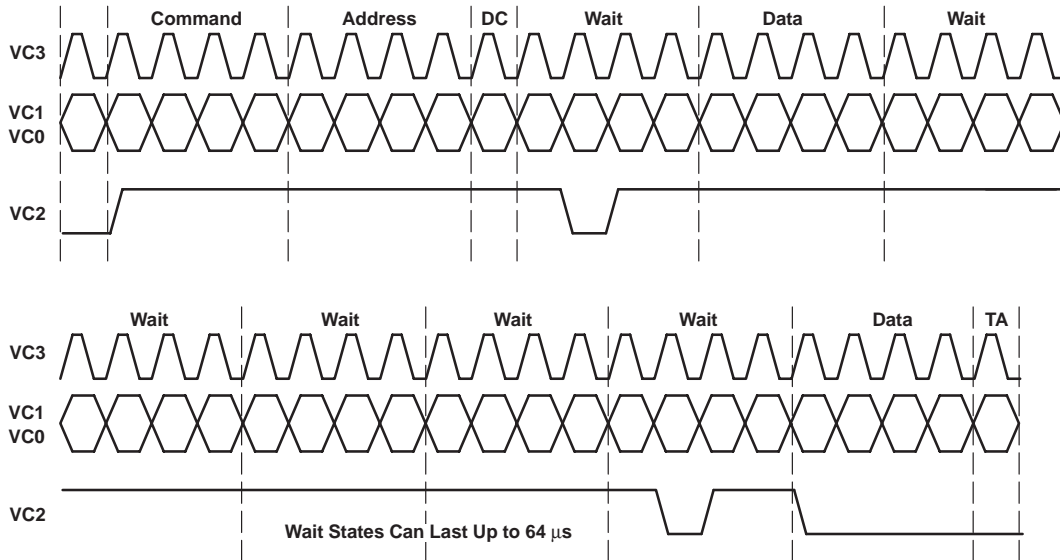 Command Address DC Wait Data Wait
VC3
VC1
VC0
VC2
Wait Wait Wait Wait Data TA
VC3
VC1
VC0
VC2
Wait States Can Last Up to 64 μs